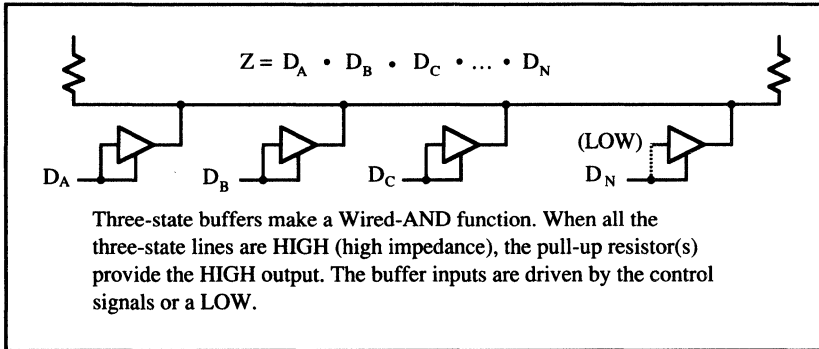 Z = D_A • D_B • D_C • ... • D_N
(LOW)
D_A D_B D_C D_N
Three-state buffers make a Wired-AND function. When all the
three-state lines are HIGH (high impedance), the pull-up resistor(s)
provide the HIGH output. The buffer inputs are driven by the control
signals or a LOW.